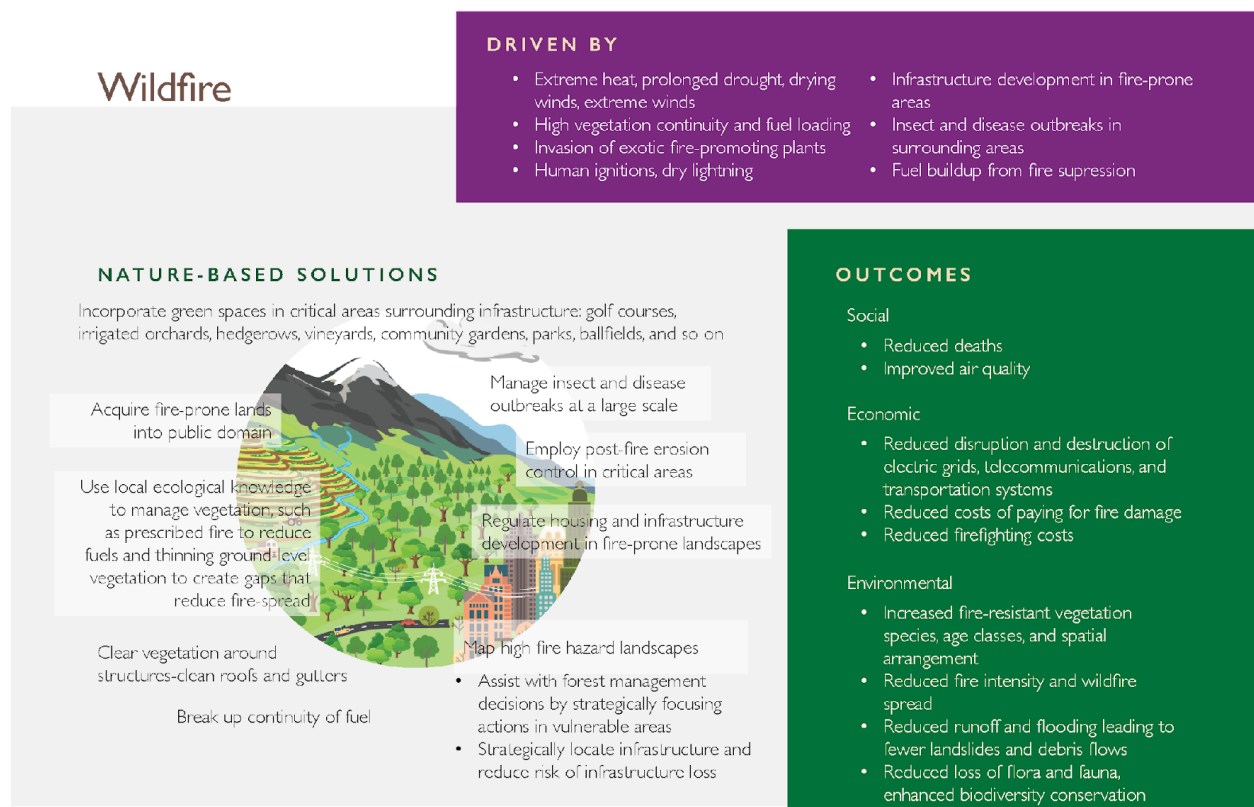 Wildfire
DRIVEN BY
• Extreme heat, prolonged drought, drying
winds, extreme winds
• High vegetation continuity and fuel loading
• Invasion of exotic fire-promoting plants
• Human ignitions, dry lightning
• Infrastructure development in fire-prone
areas
• Insect and disease outbreaks in
surrounding areas
• Fuel buildup from fire supression
NATURE-BASED SOLUTIONS
Incorporate green spaces in critical areas surrounding infrastructure: golf courses,
irrigated orchards, hedgerows, vineyards, community gardens, parks, ballfields, and so on
Acquire fire-prone lands
into public domain
Use local ecological knowledge
to manage vegetation, such
as prescribed fire to reduce
fuels and thinning ground-level
vegetation to create gaps that
reduce fire-spread
Clear vegetation around
structures-clean roofs and gutters
Break up continuity of fuel
Manage insect and disease
outbreaks at a large scale
Employ post-fire erosion
control in critical areas
Regulate housing and infrastructure
development in fire-prone landscapes
Map high fire hazard landscapes
• Assist with forest management
decisions by strategically focusing
actions in vulnerable areas
• Strategically locate infrastructure and
reduce risk of infrastructure loss
OUTCOMES
Social
• Reduced deaths
• Improved air quality
Economic
• Reduced disruption and destruction of
electric grids, telecommunications, and
transportation systems
• Reduced costs of paying for fire damage
• Reduced firefighting costs
Environmental
• Increased fire-resistant vegetation
species, age classes, and spatial
arrangement
• Reduced fire intensity and wildfire
spread
• Reduced runoff and flooding leading to
fewer landslides and debris flows
• Reduced loss of flora and fauna,
enhanced biodiversity conservation